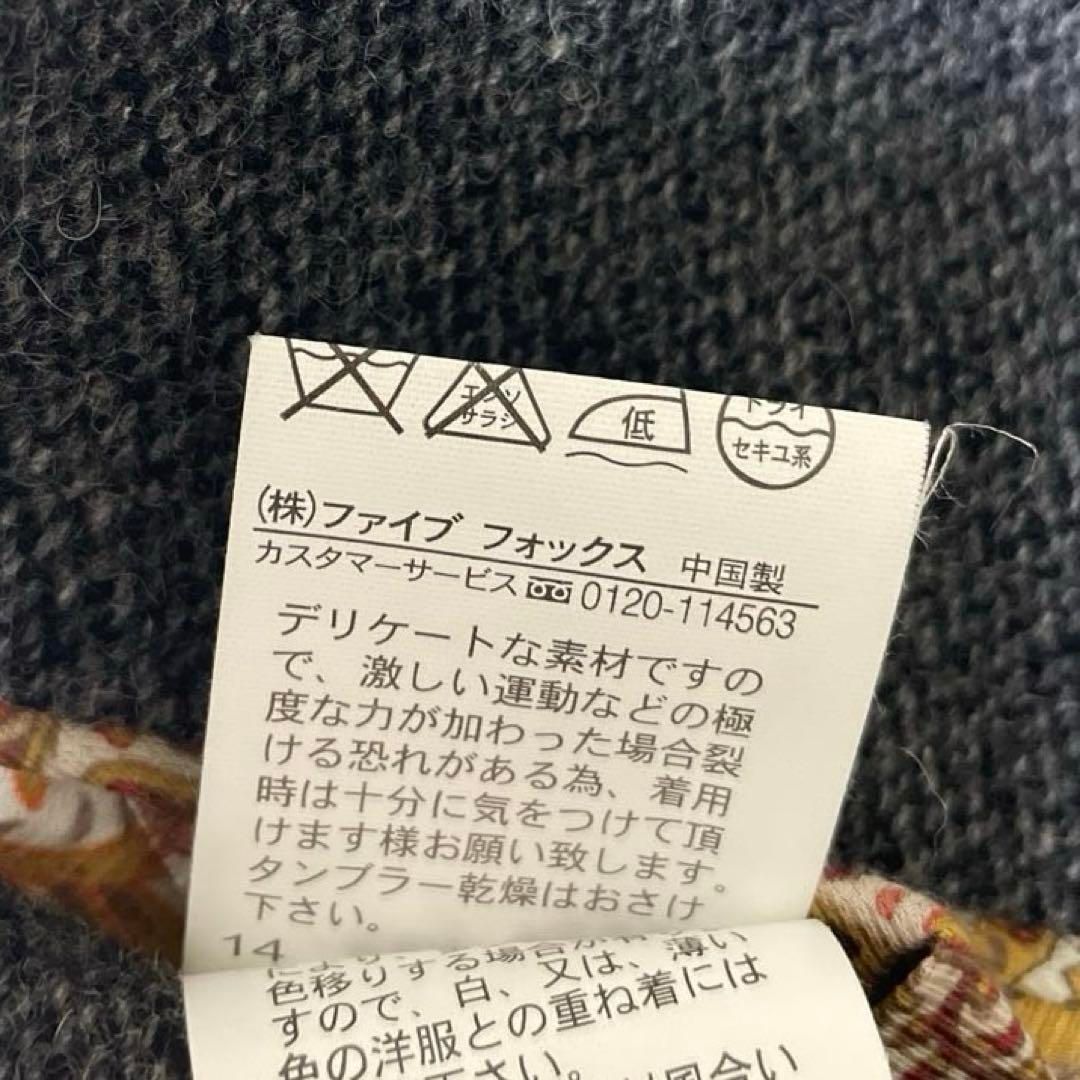 エンソ
サラシ
低
ドライ
セキユ系
(株)ファイブ フォックス 中国製
カスタマーサービス 0120-114563
デリケートな素材ですの
で、激しい運動などの極
度な力が加わった場合裂
ける恐れがある為、着用
時は十分に気をつけて頂
けます様お願い致します。
タンブラー乾燥はおさけ
下さい。
14
色移りする場合が
すので、白、又は、薄い
色の洋服との重ね着には
下さい。
風合い